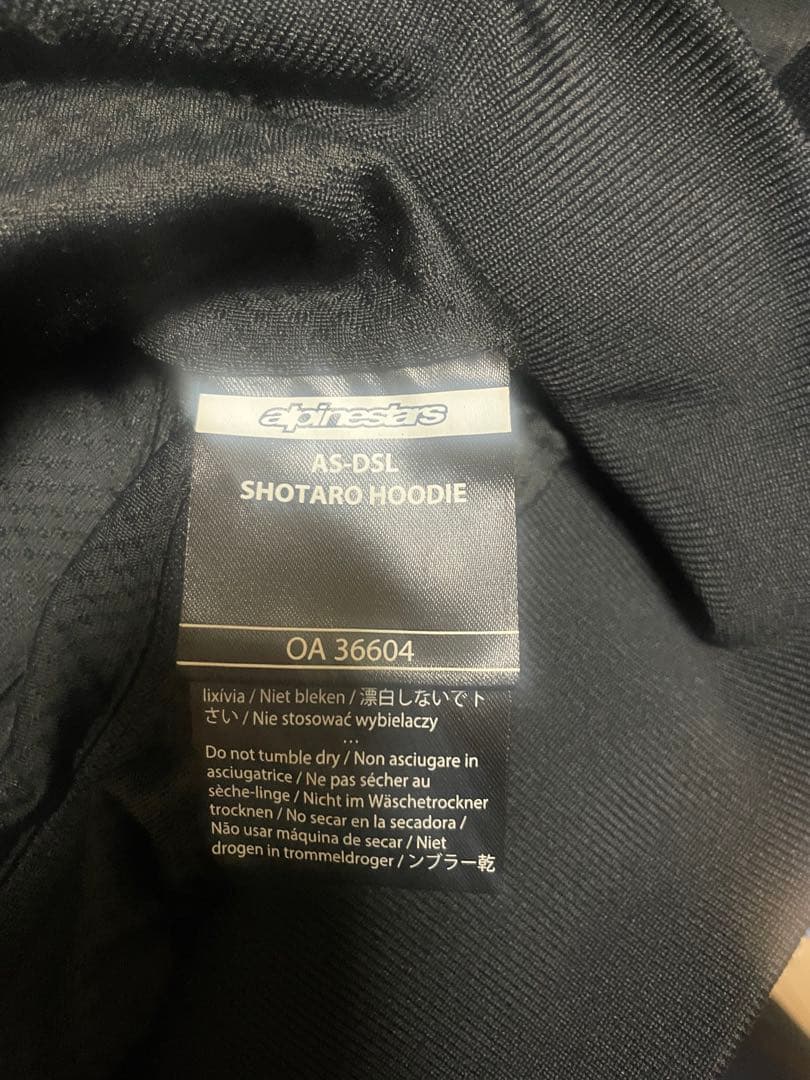 alpinestars
AS-DSL
SHOTARO HOODIE
OA 36604
lixívia / Niet bleken / 漂白しないで下
さい / Nie stosować wybielaczy
...
Do not tumble dry / Non asciugare in
asciugatrice / Ne pas sécher au
sèche-linge / Nicht im Wäschetrockner
trocknen / No secar en la secadora /
Não usar máquina de secar / Niet
drogen in trommeldroger / ンブラー乾